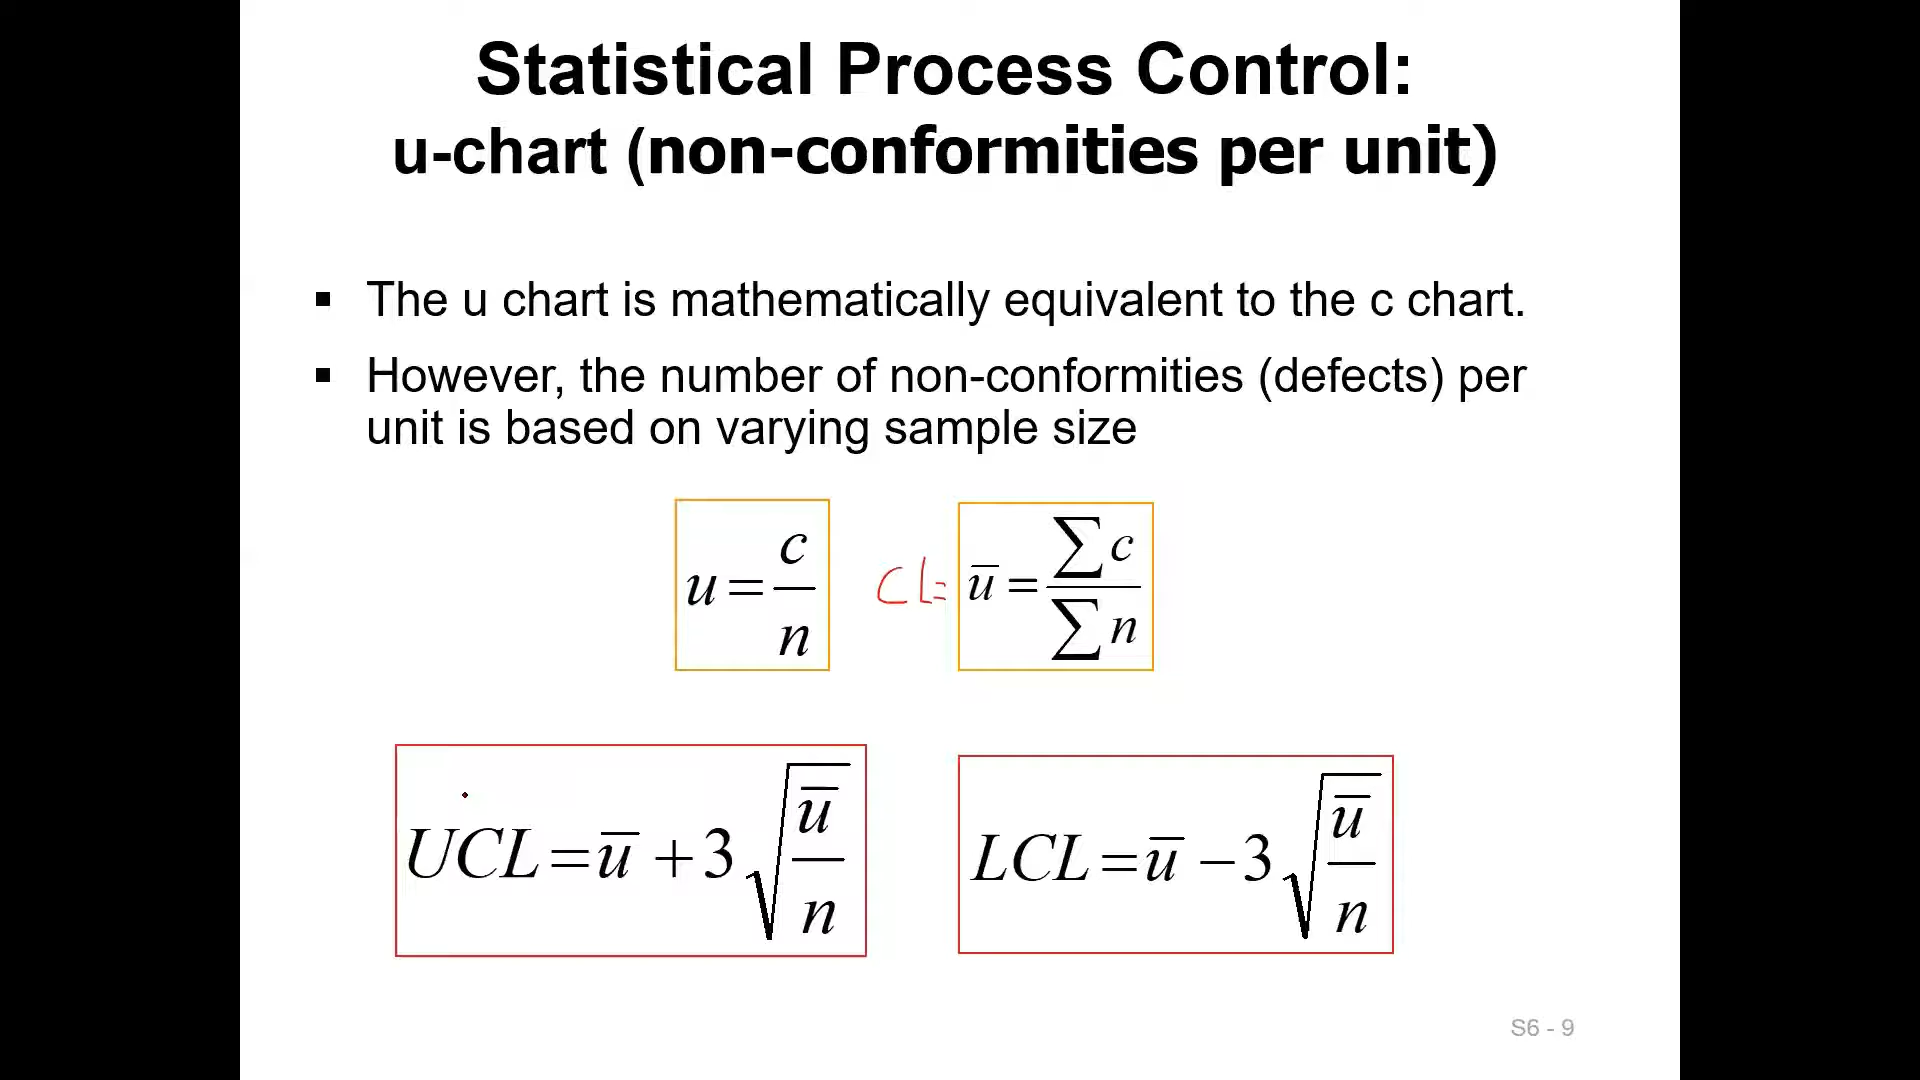 Statistical Process Control:
u-chart (non-conformities per unit)
▪ The u chart is mathematically equivalent to the c chart.
▪ However, the number of non-conformities (defects) per
unit is based on varying sample size
u = c/n
CL=
u̅ = ∑c/∑n
UCL = u̅ + 3√(u̅/n)
LCL = u̅ − 3√(u̅/n)
S6 - 9